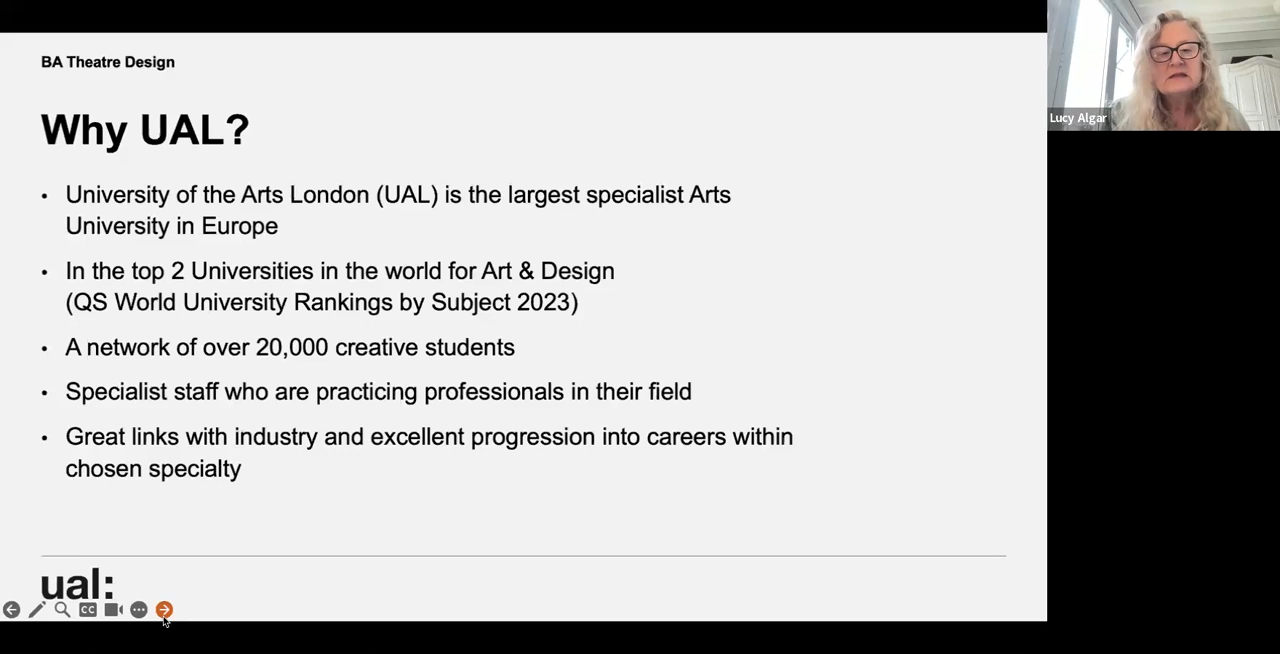 BA Theatre Design
Why UAL?
• University of the Arts London (UAL) is the largest specialist Arts
University in Europe
• In the top 2 Universities in the world for Art & Design
(QS World University Rankings by Subject 2023)
• A network of over 20,000 creative students
• Specialist staff who are practicing professionals in their field
• Great links with industry and excellent progression into careers within
chosen specialty
ual:
CC
Lucy Algar